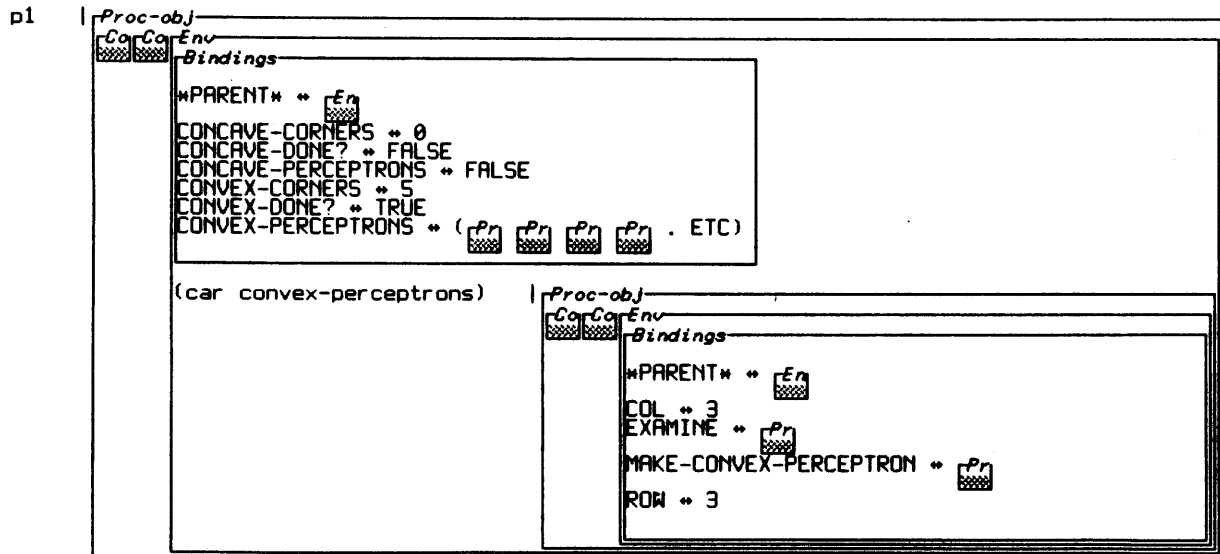 p1 Proc-obj
Co Co Env
Bindings
*PARENT* ↔ En
CONCAVE-CORNERS ↔ 0
CONCAVE-DONE? ↔ FALSE
CONCAVE-PERCEPTRONS ↔ FALSE
CONVEX-CORNERS ↔ 5
CONVEX-DONE? ↔ TRUE
CONVEX-PERCEPTRONS ↔ (Pr Pr Pr Pr . ETC)
(car convex-perceptrons) Proc-obj
Co Co Env
Bindings
*PARENT* ↔ En
COL ↔ 3
EXAMINE ↔ Pr
MAKE-CONVEX-PERCEPTRON ↔ Pr
ROW ↔ 3